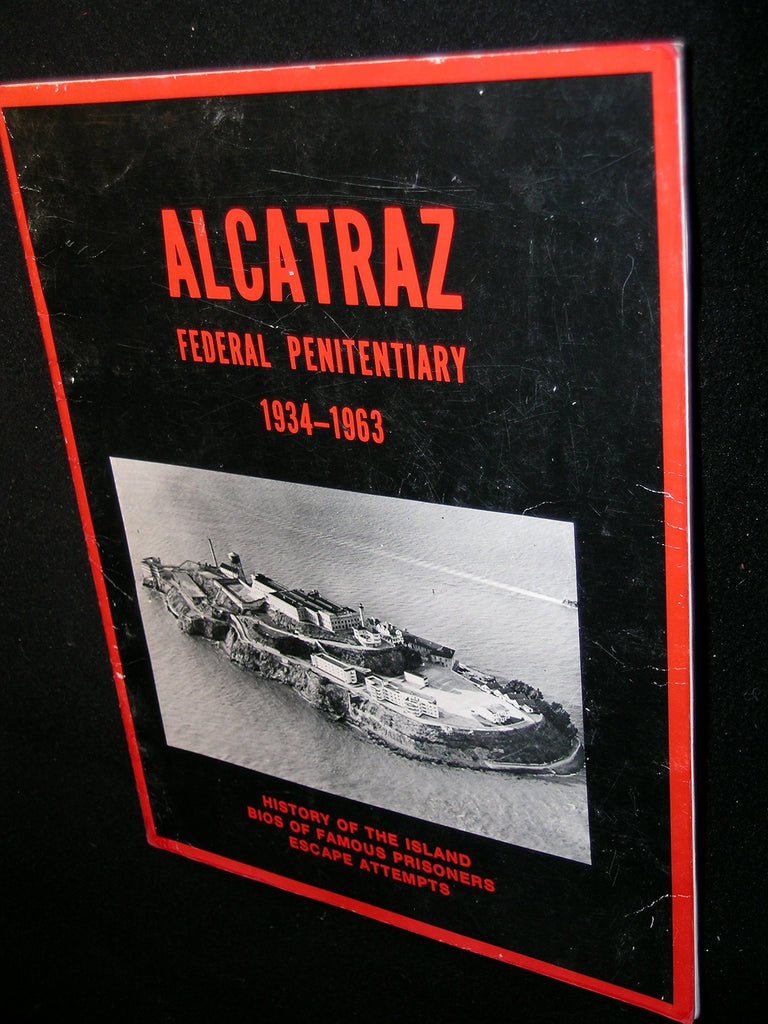 ALCATRAZ
FEDERAL PENITENTIARY
1934–1963
HISTORY OF THE ISLAND
BIOS OF FAMOUS PRISONERS
ESCAPE ATTEMPTS